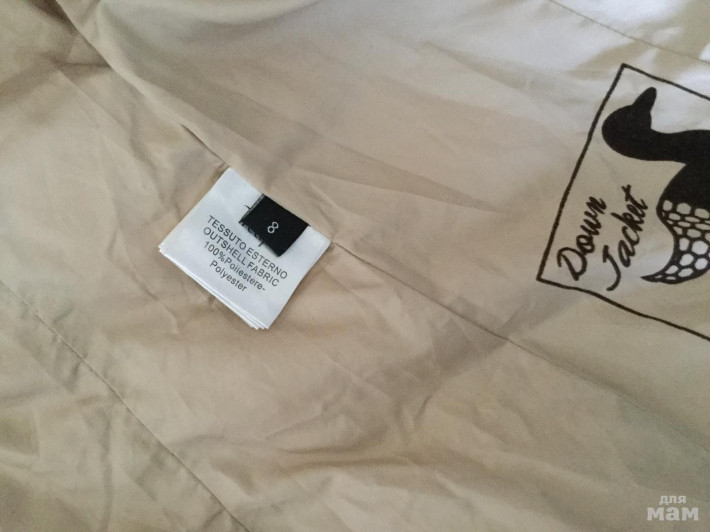 8
TESSUTO ESTERNO
OUTSHELL FABRIC
100%Poliestere-
Polyester
Down
Jacket
для
мам